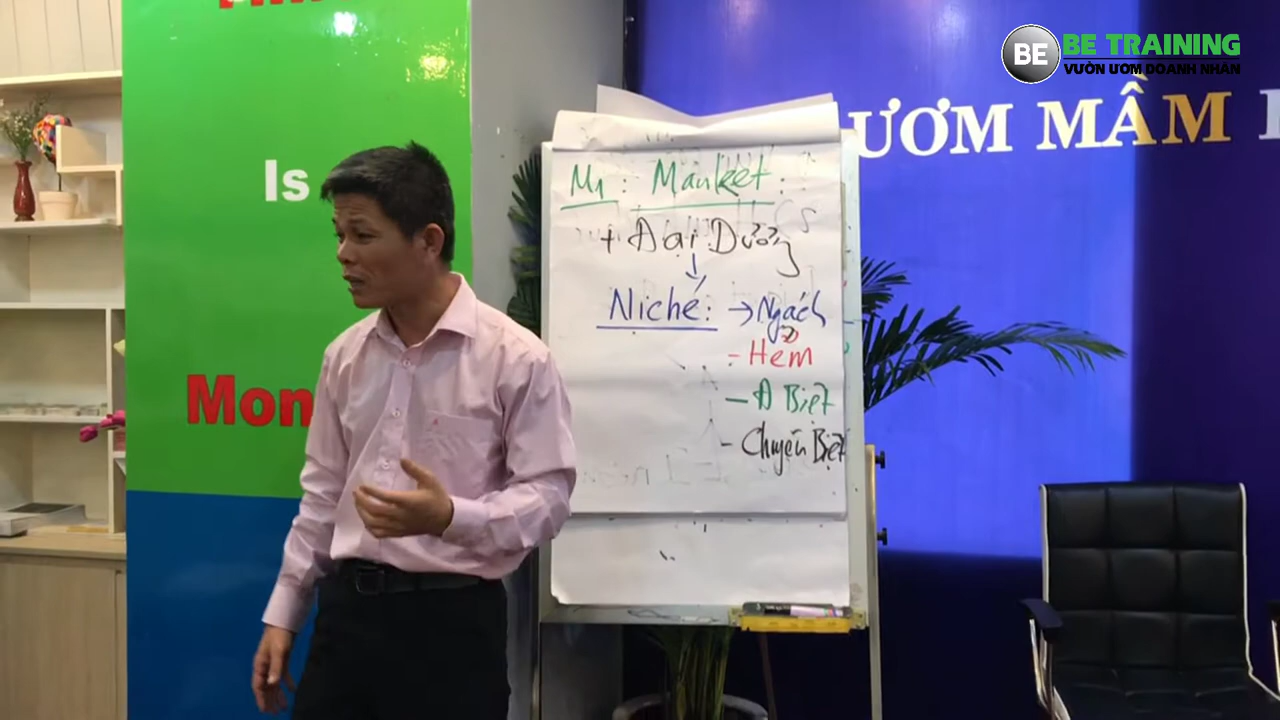 BE BE TRAINING
VƯỜN ƯƠM DOANH NHÂN
ƯƠM MẦM
Is
Mon
M1: Market:
+ Đại Dương
Niche: → Ngách
- Hẻm
- Đ Biệt
- Chuyên Biệt